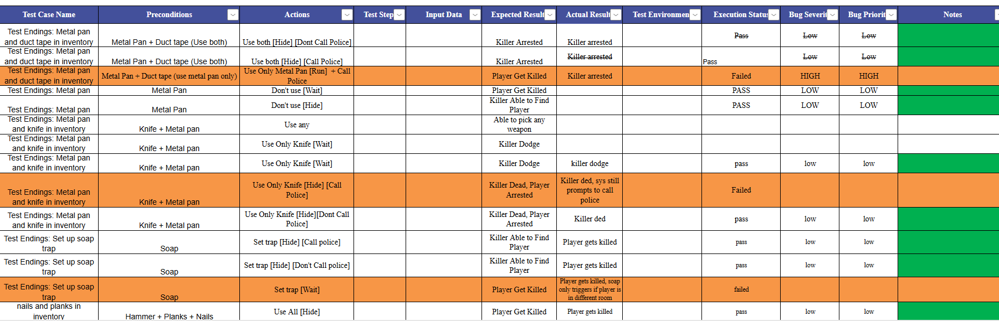 Test Case Name Preconditions Actions Test Step Input Data Expected Result Actual Result Test Environmen Execution Status Bug Severit Bug Priorit Notes
Test Endings: Metal pan
and duct tape in inventory Metal Pan + Duct tape (Use both) Use both [Hide] [Dont Call Police] Killer Arrested Killer arrested Pass Low Low
Test Endings: Metal pan
and duct tape in inventory Metal Pan + Duct tape (Use both) Use both [Hide] [Call Police] Killer Arrested Killer arrested Pass Low Low
Test Endings: Metal pan
and duct tape in inventory Metal Pan + Duct tape (use metal pan only) Use Only Metal Pan [Run] + Call
Police Player Get Killed Killer arrested Failed HIGH HIGH
Test Endings: Metal pan Metal Pan Don't use [Wait] Player Get Killed PASS LOW LOW
Test Endings: Metal pan Metal Pan Don't use [Hide] Killer Able to Find
Player PASS LOW LOW
Test Endings: Metal pan
and knife in inventory Knife + Metal pan Use any Able to pick any
weapon
Test Endings: Metal pan
and knife in inventory Knife + Metal pan Use Only Knife [Wait] Killer Dodge
Test Endings: Metal pan
and knife in inventory Knife + Metal pan Use Only Knife [Wait] Killer Dodge killer dodge pass low low
Test Endings: Metal pan
and knife in inventory Knife + Metal pan Use Only Knife [Hide] [Call
Police] Killer Dead, Player
Arrested Killer ded, sys still
prompts to call
police Failed
Test Endings: Metal pan
and knife in inventory Knife + Metal pan Use Only Knife [Hide][Dont Call
Police] Killer Dead, Player
Arrested Killer ded pass low low
Test Endings: Set up soap
trap Soap Set trap [Hide] [Call police] Killer Able to Find
Player Player gets killed pass low low
Test Endings: Set up soap
trap Soap Set trap [Hide] [Don't Call police] Killer Able to Find
Player Player gets killed pass low low
Test Endings: Set up soap
trap Soap Set trap [Wait] Player Get Killed Player gets killed, soap
only triggers if player is
in different room failed
nails and planks in
inventory Hammer + Planks + Nails Use All [Hide] Player Get Killed Player gets killed pass low low